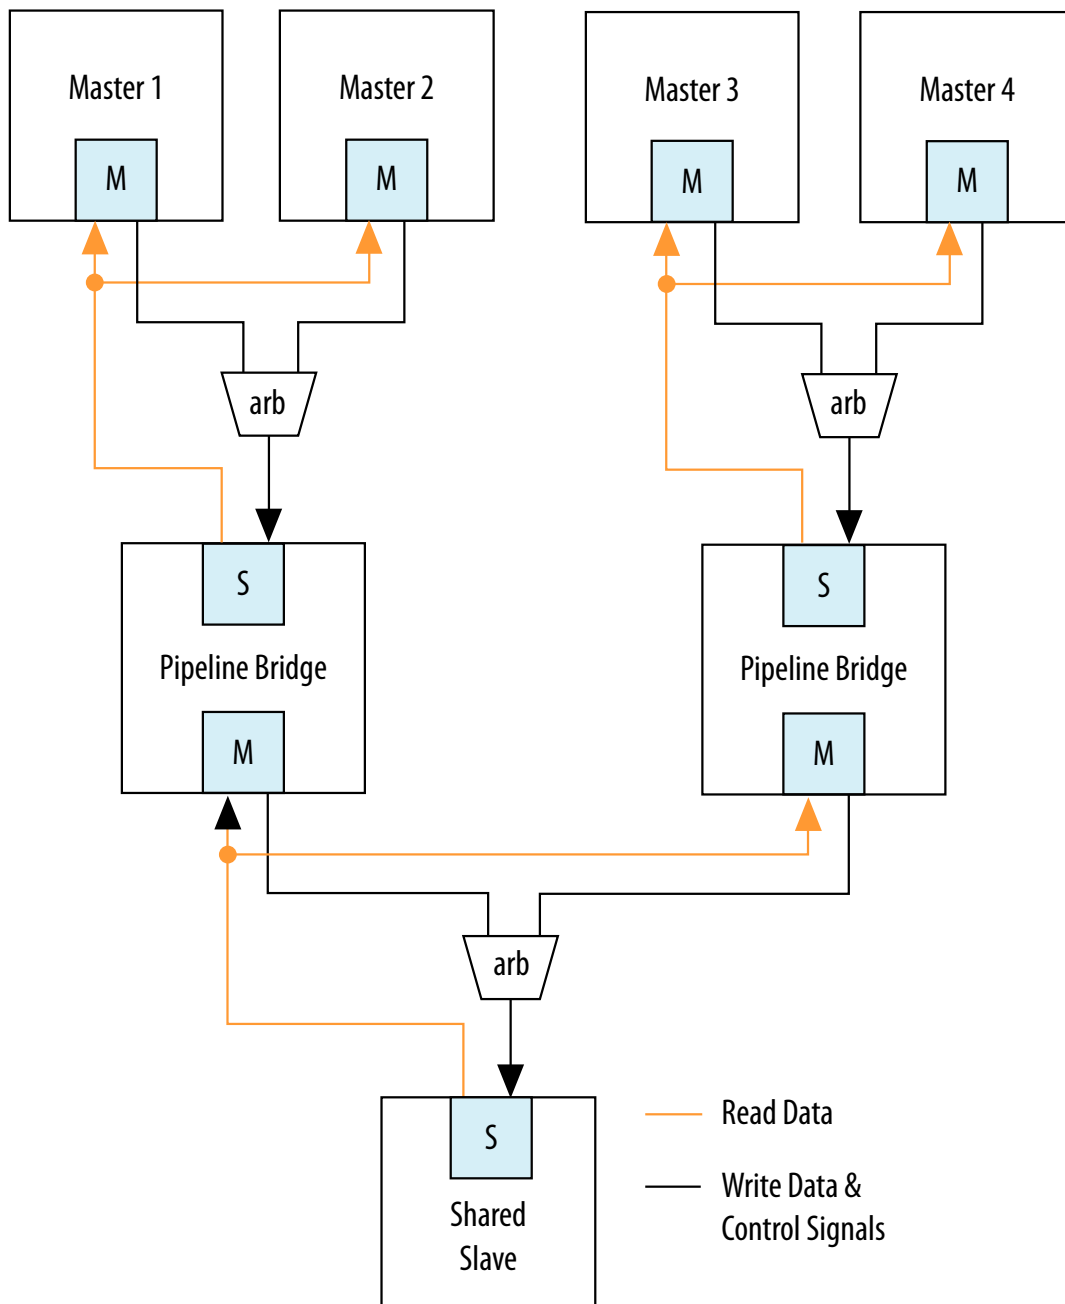 Master 1
Master 2
Master 3
Master 4
M
M
M
M
arb
arb
S
S
Pipeline Bridge
Pipeline Bridge
M
M
arb
S
Shared
Slave
Read Data
Write Data &
Control Signals